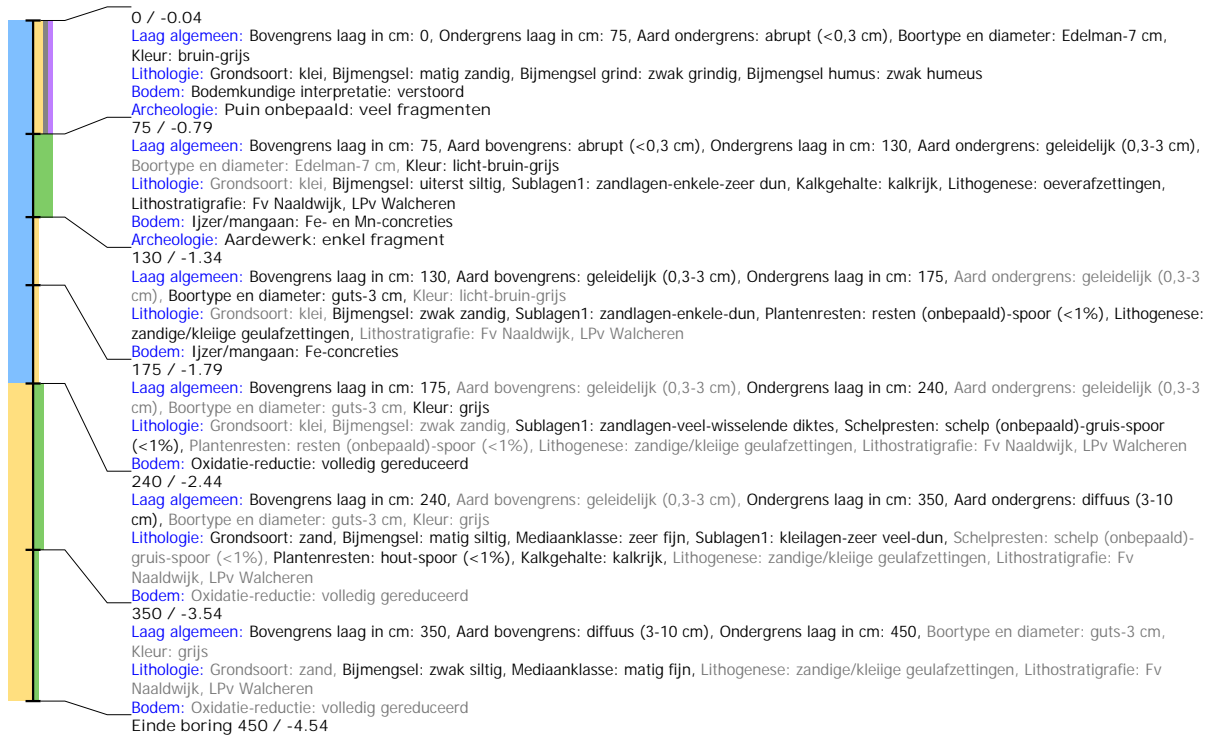 0 / -0.04
Laag algemeen: Bovengrens laag in cm: 0, Ondergrens laag in cm: 75, Aard ondergrens: abrupt (<0,3 cm), Boortype en diameter: Edelman-7 cm,
Kleur: bruin-grijs
Lithologie: Grondsoort: klei, Bijmengsel: matig zandig, Bijmengsel grind: zwak grindig, Bijmengsel humus: zwak humeus
Bodem: Bodemkundige interpretatie: verstoord
Archeologie: Puin onbepaald: veel fragmenten
75 / -0.79
Laag algemeen: Bovengrens laag in cm: 75, Aard bovengrens: abrupt (<0,3 cm), Ondergrens laag in cm: 130, Aard ondergrens: geleidelijk (0,3-3 cm),
Boortype en diameter: Edelman-7 cm, Kleur: licht-bruin-grijs
Lithologie: Grondsoort: klei, Bijmengsel: uiterst siltig, Sublagen1: zandlagen-enkele-zeer dun, Kalkgehalte: kalkrijk, Lithogenese: oeverafzettingen,
Lithostratigrafie: Fv Naaldwijk, LPv Walcheren
Bodem: Ijzer/mangaan: Fe- en Mn-concreties
Archeologie: Aardewerk: enkel fragment
130 / -1.34
Laag algemeen: Bovengrens laag in cm: 130, Aard bovengrens: geleidelijk (0,3-3 cm), Ondergrens laag in cm: 175, Aard ondergrens: geleidelijk (0,3-3
cm), Boortype en diameter: guts-3 cm, Kleur: licht-bruin-grijs
Lithologie: Grondsoort: klei, Bijmengsel: zwak zandig, Sublagen1: zandlagen-enkele-dun, Plantenresten: resten (onbepaald)-spoor (<1%), Lithogenese:
zandige/kleiige geulafzettingen, Lithostratigrafie: Fv Naaldwijk, LPv Walcheren
Bodem: Ijzer/mangaan: Fe-concreties
175 / -1.79
Laag algemeen: Bovengrens laag in cm: 175, Aard bovengrens: geleidelijk (0,3-3 cm), Ondergrens laag in cm: 240, Aard ondergrens: geleidelijk (0,3-3
cm), Boortype en diameter: guts-3 cm, Kleur: grijs
Lithologie: Grondsoort: klei, Bijmengsel: zwak zandig, Sublagen1: zandlagen-veel-wisselende diktes, Schelpresten: schelp (onbepaald)-gruis-spoor
(<1%), Plantenresten: resten (onbepaald)-spoor (<1%), Lithogenese: zandige/kleiige geulafzettingen, Lithostratigrafie: Fv Naaldwijk, LPv Walcheren
Bodem: Oxidatie-reductie: volledig gereduceerd
240 / -2.44
Laag algemeen: Bovengrens laag in cm: 240, Aard bovengrens: geleidelijk (0,3-3 cm), Ondergrens laag in cm: 350, Aard ondergrens: diffuus (3-10
cm), Boortype en diameter: guts-3 cm, Kleur: grijs
Lithologie: Grondsoort: zand, Bijmengsel: matig siltig, Mediaanklasse: zeer fijn, Sublagen1: kleilagen-zeer veel-dun, Schelpresten: schelp (onbepaald)-
gruis-spoor (<1%), Plantenresten: hout-spoor (<1%), Kalkgehalte: kalkrijk, Lithogenese: zandige/kleiige geulafzettingen, Lithostratigrafie: Fv
Naaldwijk, LPv Walcheren
Bodem: Oxidatie-reductie: volledig gereduceerd
350 / -3.54
Laag algemeen: Bovengrens laag in cm: 350, Aard bovengrens: diffuus (3-10 cm), Ondergrens laag in cm: 450, Boortype en diameter: guts-3 cm,
Kleur: grijs
Lithologie: Grondsoort: zand, Bijmengsel: zwak siltig, Mediaanklasse: matig fijn, Lithogenese: zandige/kleiige geulafzettingen, Lithostratigrafie: Fv
Naaldwijk, LPv Walcheren
Bodem: Oxidatie-reductie: volledig gereduceerd
Einde boring 450 / -4.54